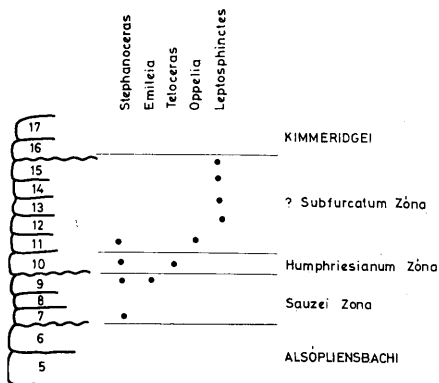 Stephanoceras
Emileia
Teloceras
Oppelia
Leptosphinctes
17
16
KIMMERIDGEI
15
14
13
? Subfurcatum Zóna
12
11
10
Humphriesianum Zóna
9
8
Sauzei Zona
7
6
ALSÓPLIENSBACHI
5